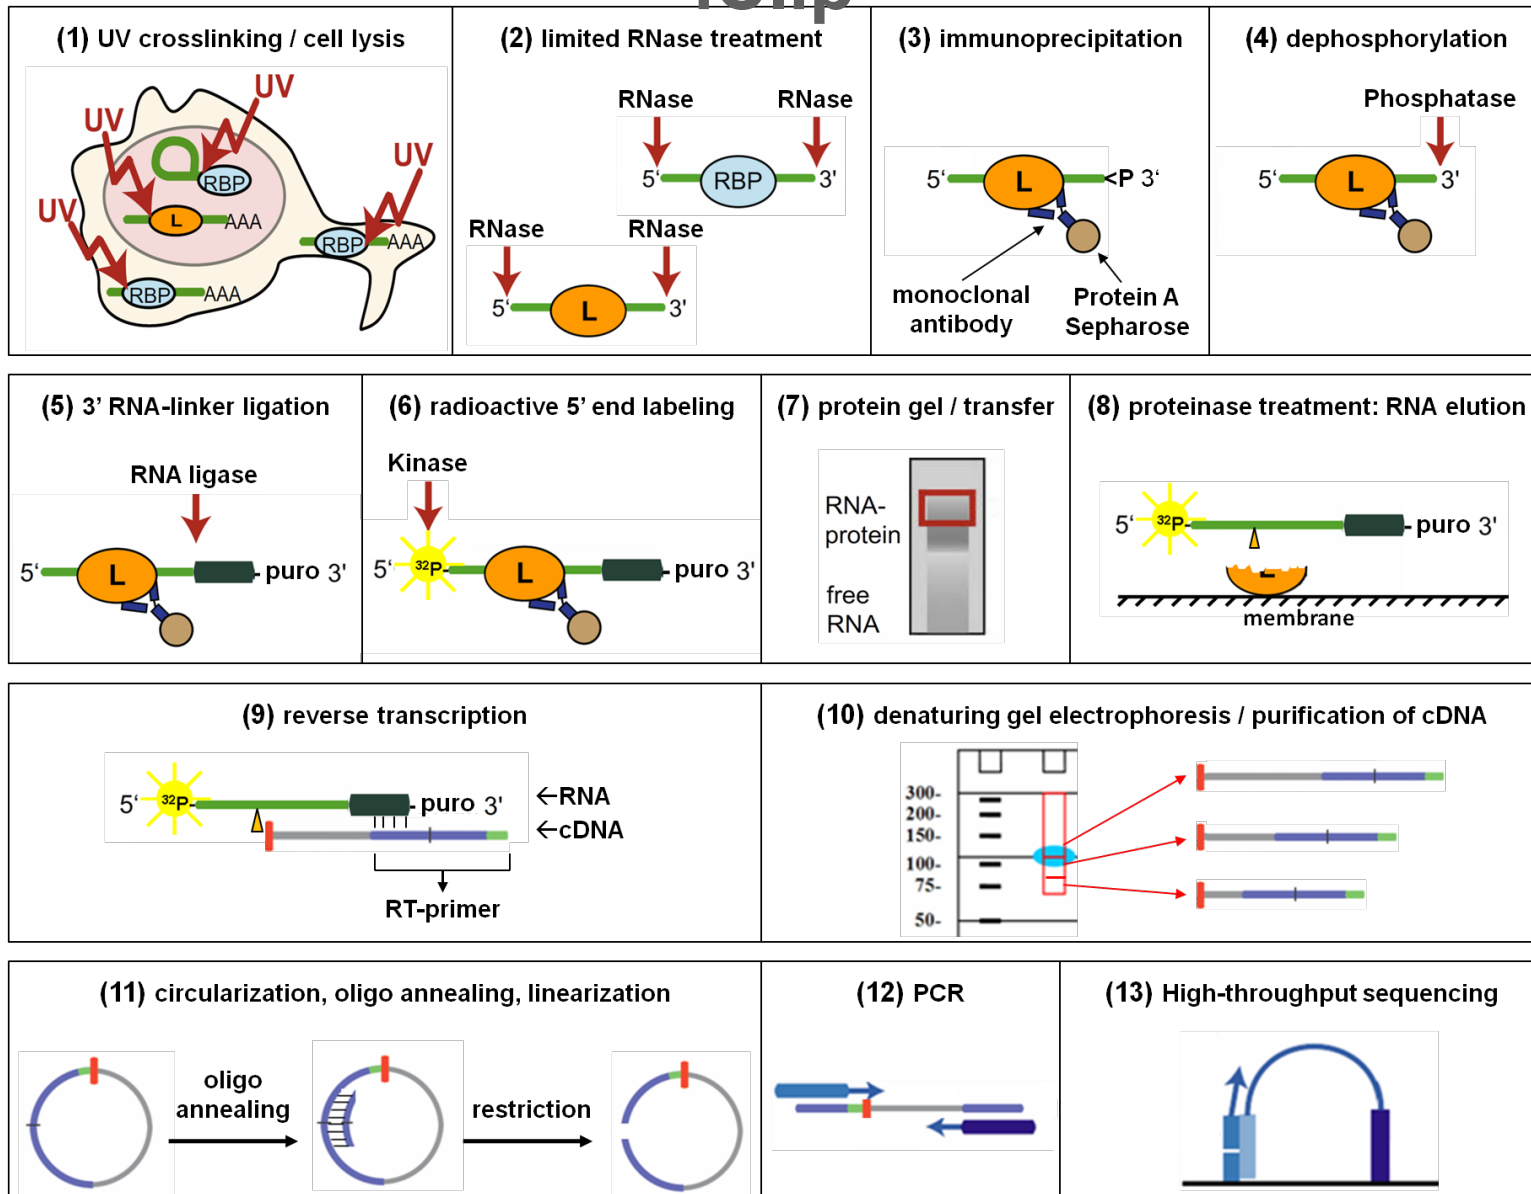 iClip
(1) UV crosslinking / cell lysis
UV
UV
UV
UV
RBP
L
AAA
RBP
AAA
RBP
AAA
(2) limited RNase treatment
RNase RNase
5‘ RBP 3‘
RNase RNase
5‘ L 3'
(3) immunoprecipitation
5‘ L <P 3‘
monoclonal
antibody
Protein A
Sepharose
(4) dephosphorylation
Phosphatase
5‘ L 3‘
(5) 3’ RNA-linker ligation
RNA ligase
5‘ L - puro 3'
(6) radioactive 5’ end labeling
Kinase
5‘ 32P- L - puro 3'
(7) protein gel / transfer
RNA-
protein
free
RNA
(8) proteinase treatment: RNA elution
5‘ 32P- - puro 3'
membrane
(9) reverse transcription
5‘ 32P- - puro 3' ←RNA
←cDNA
RT-primer
(10) denaturing gel electrophoresis / purification of cDNA
300-
200-
150-
100-
75-
50-
(11) circularization, oligo annealing, linearization
oligo
annealing
restriction
(12) PCR
(13) High-throughput sequencing